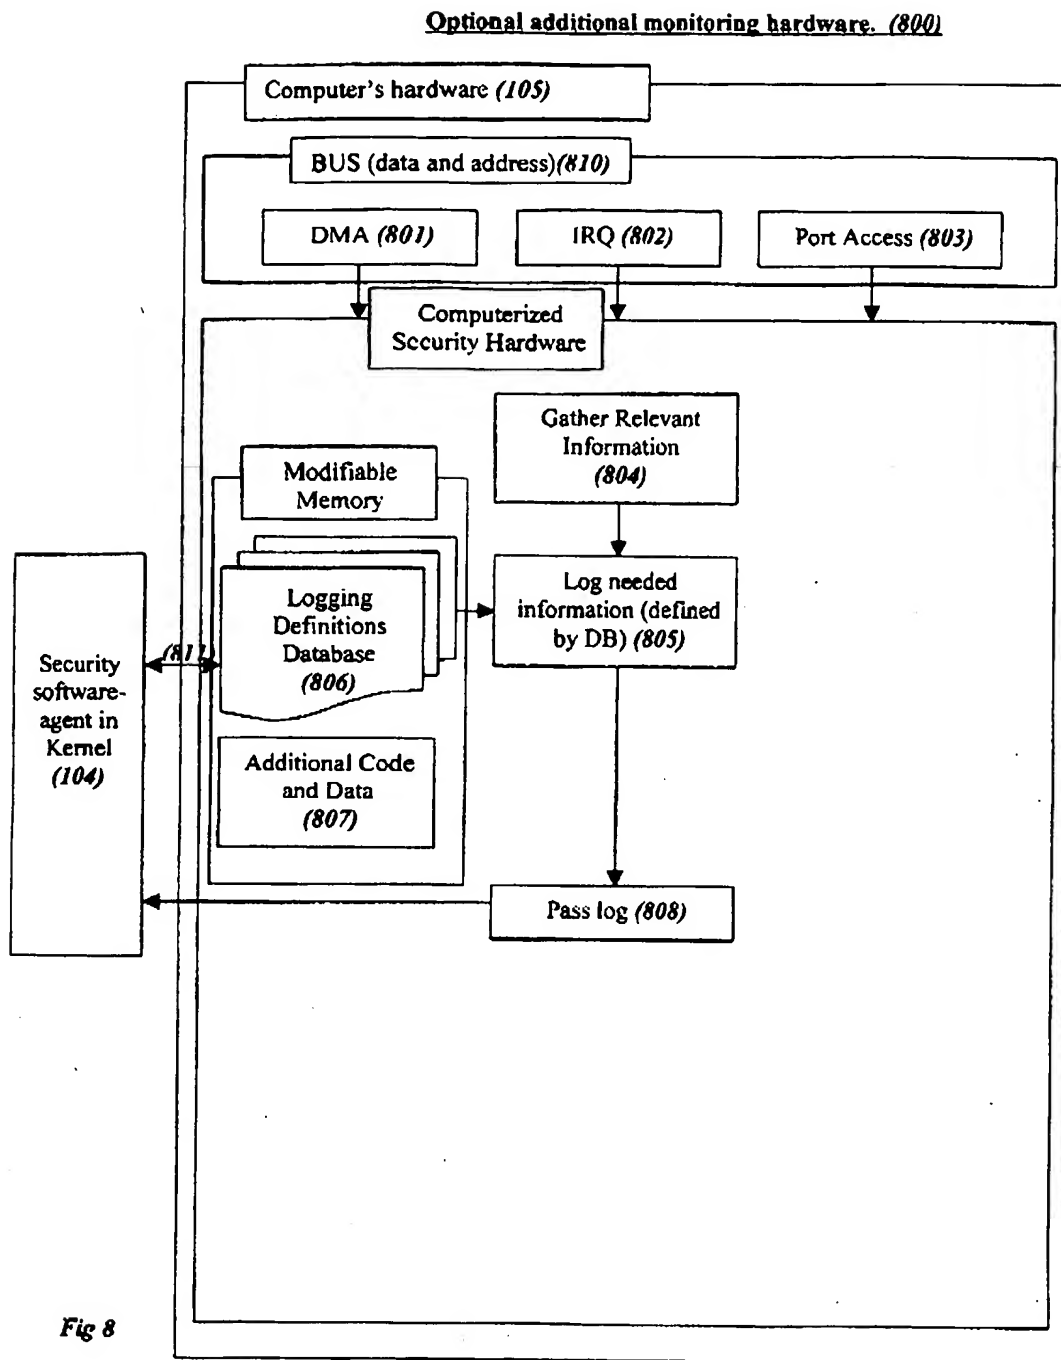 Optional additional monitoring hardware. (800)
Computer's hardware (105)
BUS (data and address)(810)
DMA (801)
IRQ (802)
Port Access (803)
Computerized
Security Hardware
Gather Relevant
Information
(804)
Modifiable
Memory
Logging
Definitions
Database
(806)
Log needed
information (defined
by DB) (805)
(811)
Security
software-
agent in
Kernel
(104)
Additional Code
and Data
(807)
Pass log (808)
Fig 8